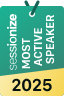 sessionize
MOST
ACTIVE
SPEAKER
2025